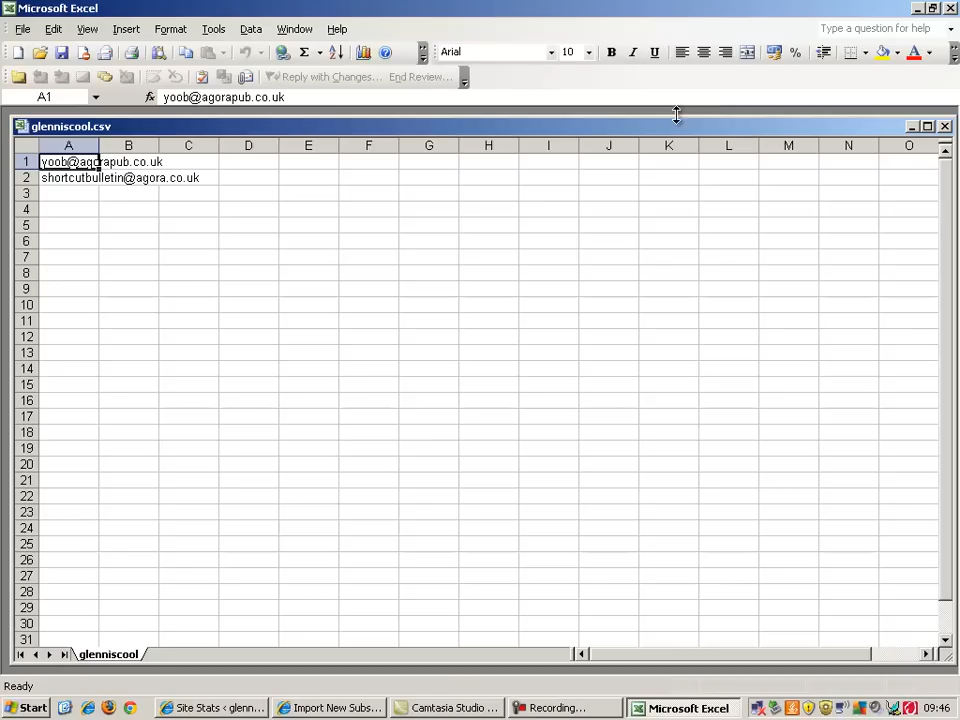 Microsoft Excel
File Edit View Insert Format Tools Data Window Help Type a question for help
Arial 10 B I U %
Reply with Changes... End Review...
A1 fx yoob@agorapub.co.uk
glenniscool.csv
A B C D E F G H I J K L M N O
1 yoob@agorapub.co.uk
2 shortcutbulletin@agora.co.uk
3
4
5
6
7
8
9
10
11
12
13
14
15
16
17
18
19
20
21
22
23
24
25
26
27
28
29
30
31
glenniscool
Ready
Start Site Stats ‹ glenn... Import New Subs... Camtasia Studio ... Recording... Microsoft Excel 09:46